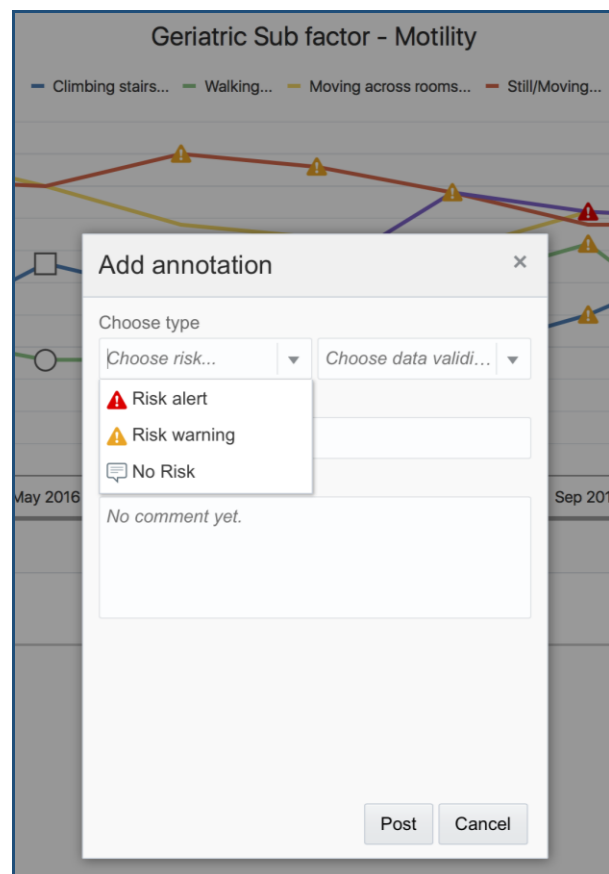 Geriatric Sub factor - Motility
Climbing stairs... Walking... Moving across rooms... Still/Moving...
Add annotation ×
Choose type
Choose risk... Choose data validi...
Risk alert
Risk warning
No Risk
May 2016 Sep 201
No comment yet.
Post Cancel